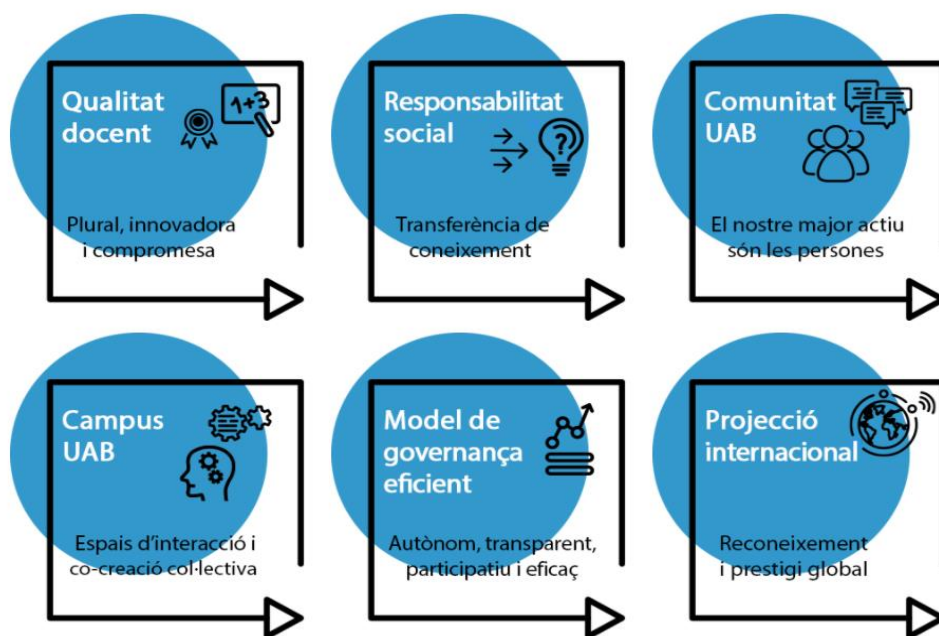 Qualitat
docent
1+3
Plural, innovadora
i compromesa
Responsabilitat
social
?
Transferència de
coneixement
Comunitat
UAB
El nostre major actiu
són les persones
Campus
UAB
Espais d'interacció i
co-creació col·lectiva
Model de
governança
eficient
Autònom, transparent,
participatiu i eficaç
Projecció
internacional
Reconeixement
i prestigi global